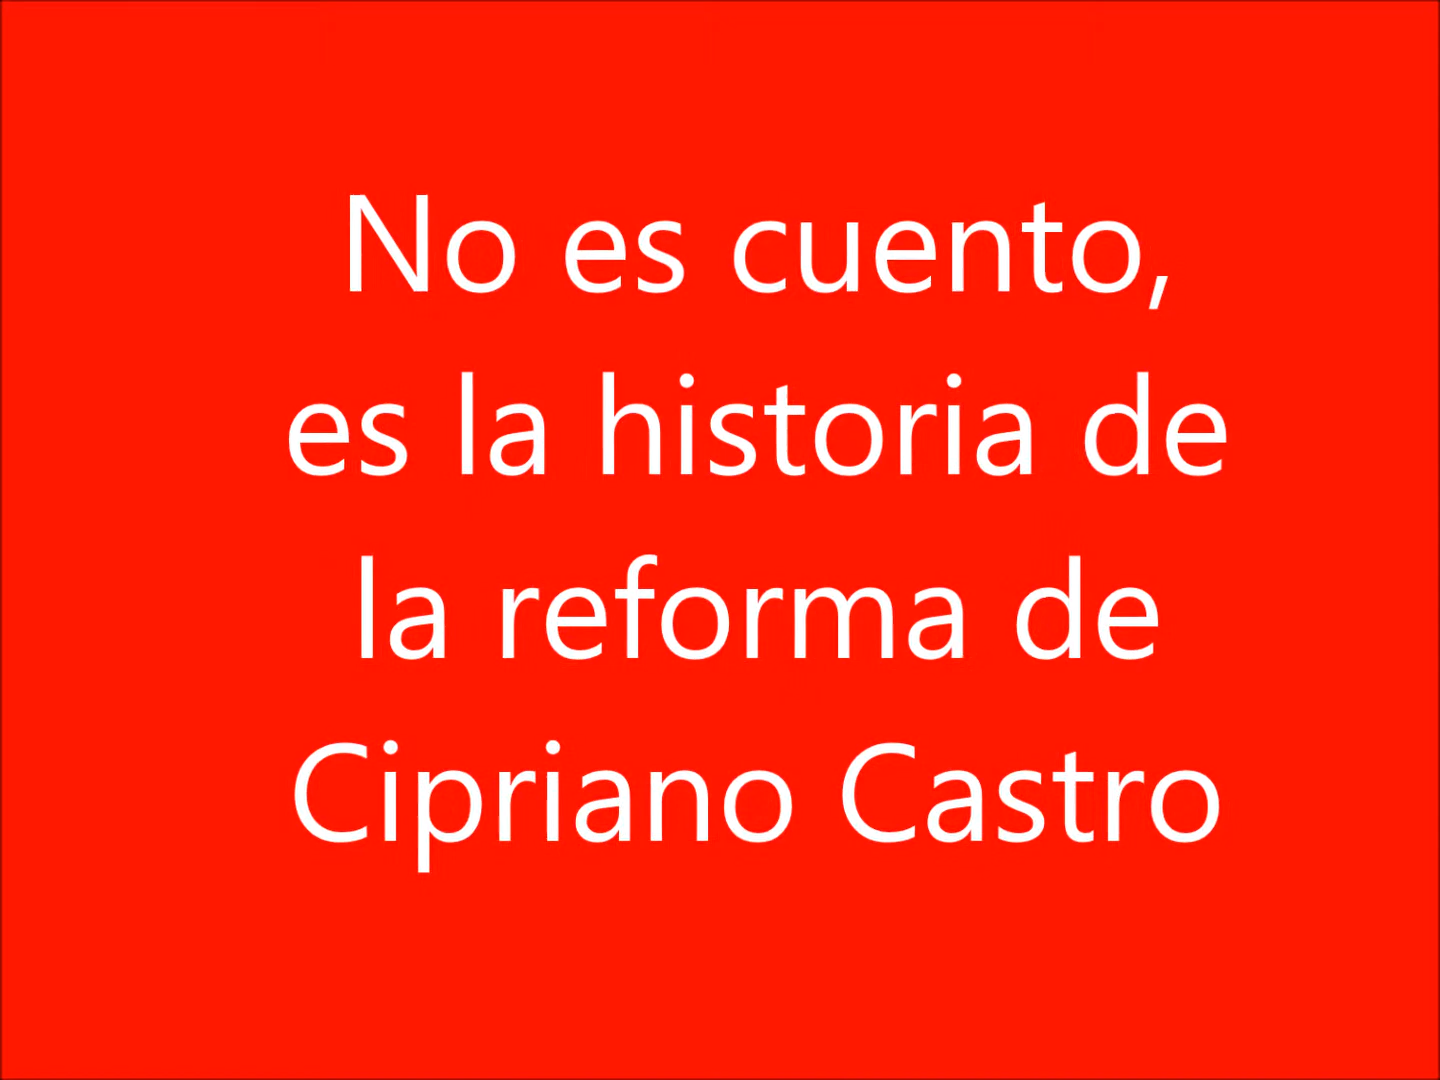 No es cuento,
es la historia de
la reforma de
Cipriano Castro